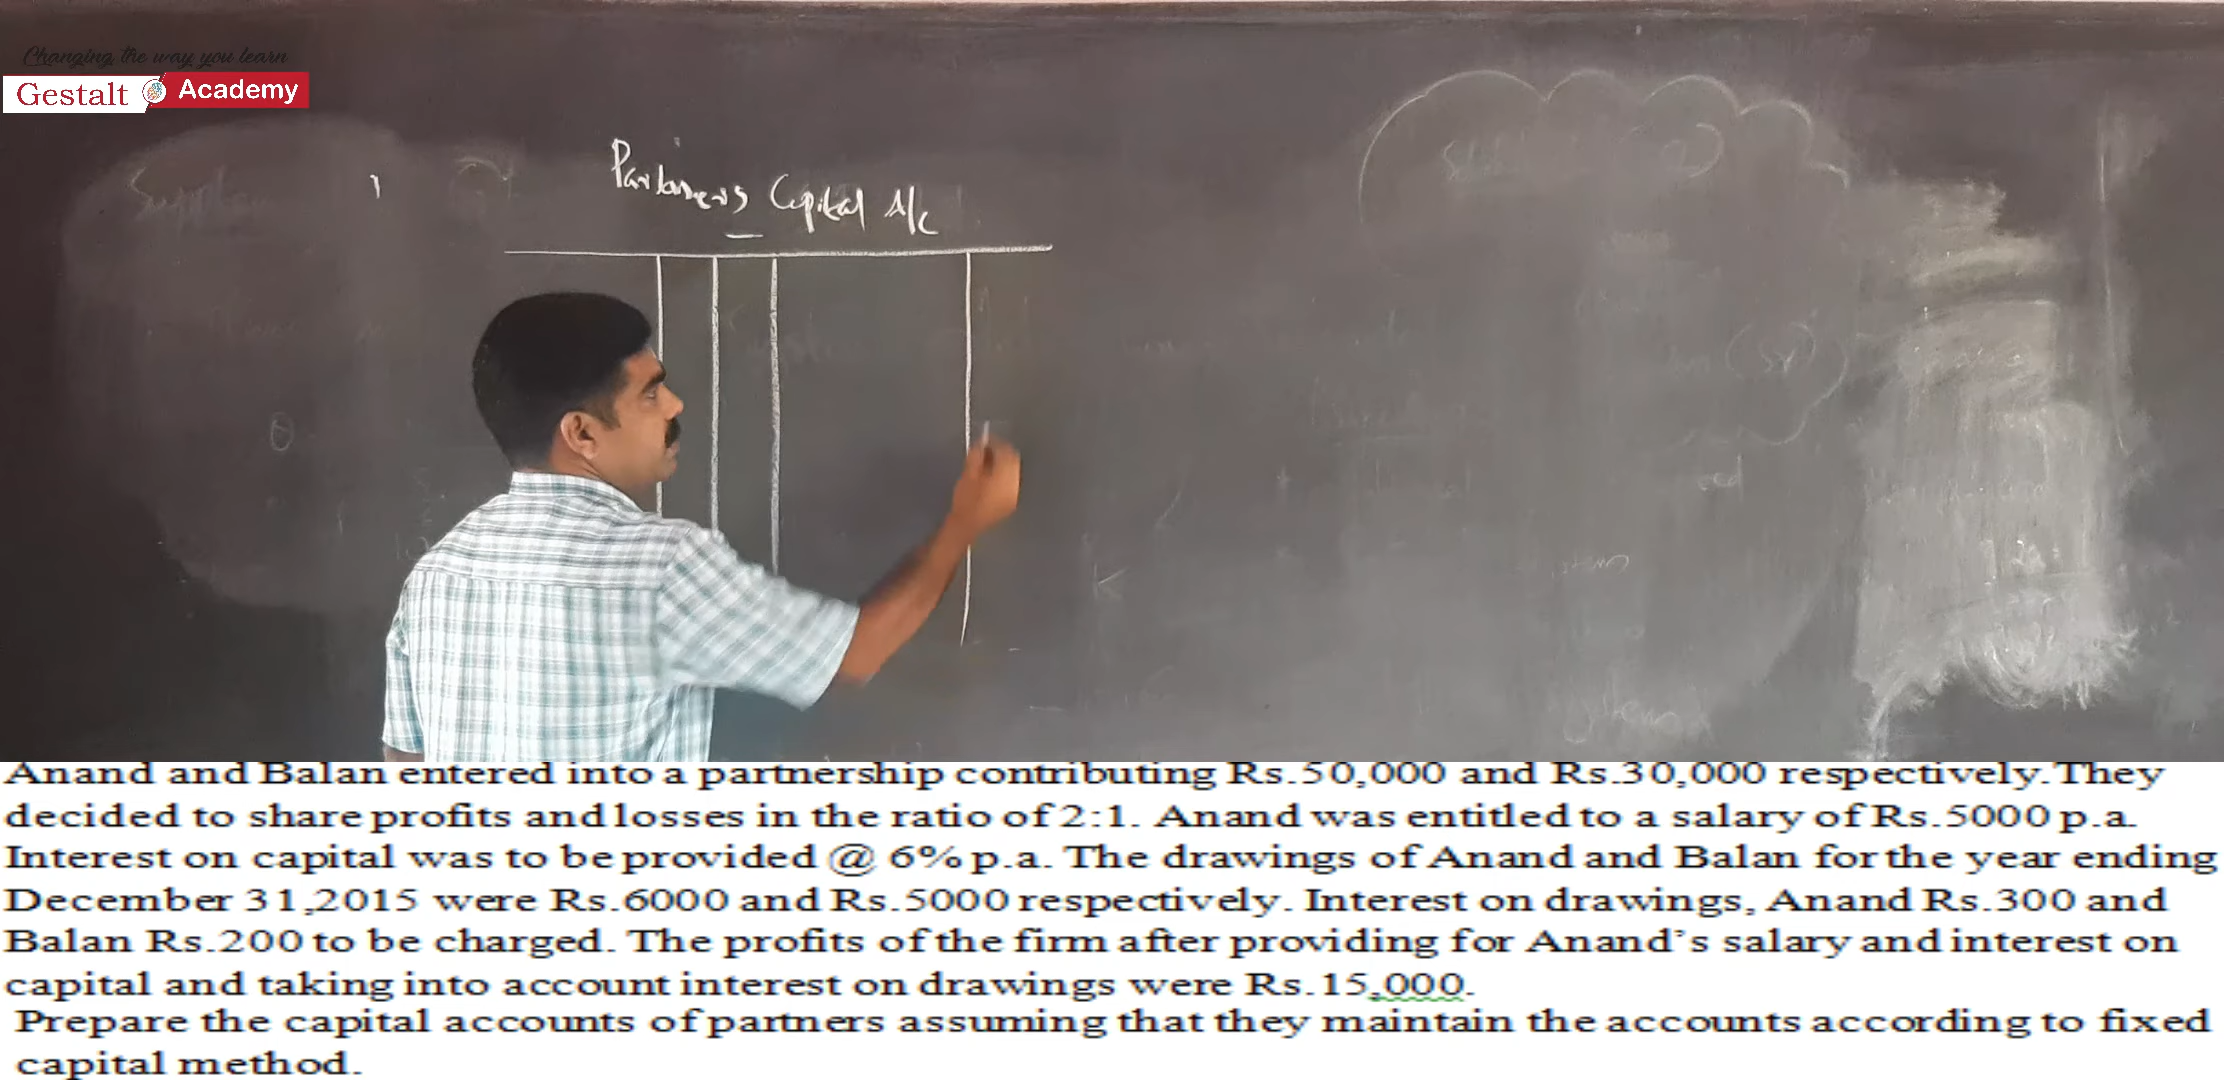 Changing the way you learn
Gestalt Academy
Partners Capital A/c
Anand and Balan entered into a partnership contributing Rs.50,000 and Rs.30,000 respectively.They
decided to share profits and losses in the ratio of 2:1. Anand was entitled to a salary of Rs.5000 p.a.
Interest on capital was to be provided @ 6% p.a. The drawings of Anand and Balan for the year ending
December 31,2015 were Rs.6000 and Rs.5000 respectively. Interest on drawings, Anand Rs.300 and
Balan Rs.200 to be charged. The profits of the firm after providing for Anand's salary and interest on
capital and taking into account interest on drawings were Rs.15,000.
Prepare the capital accounts of partners assuming that they maintain the accounts according to fixed
capital method.